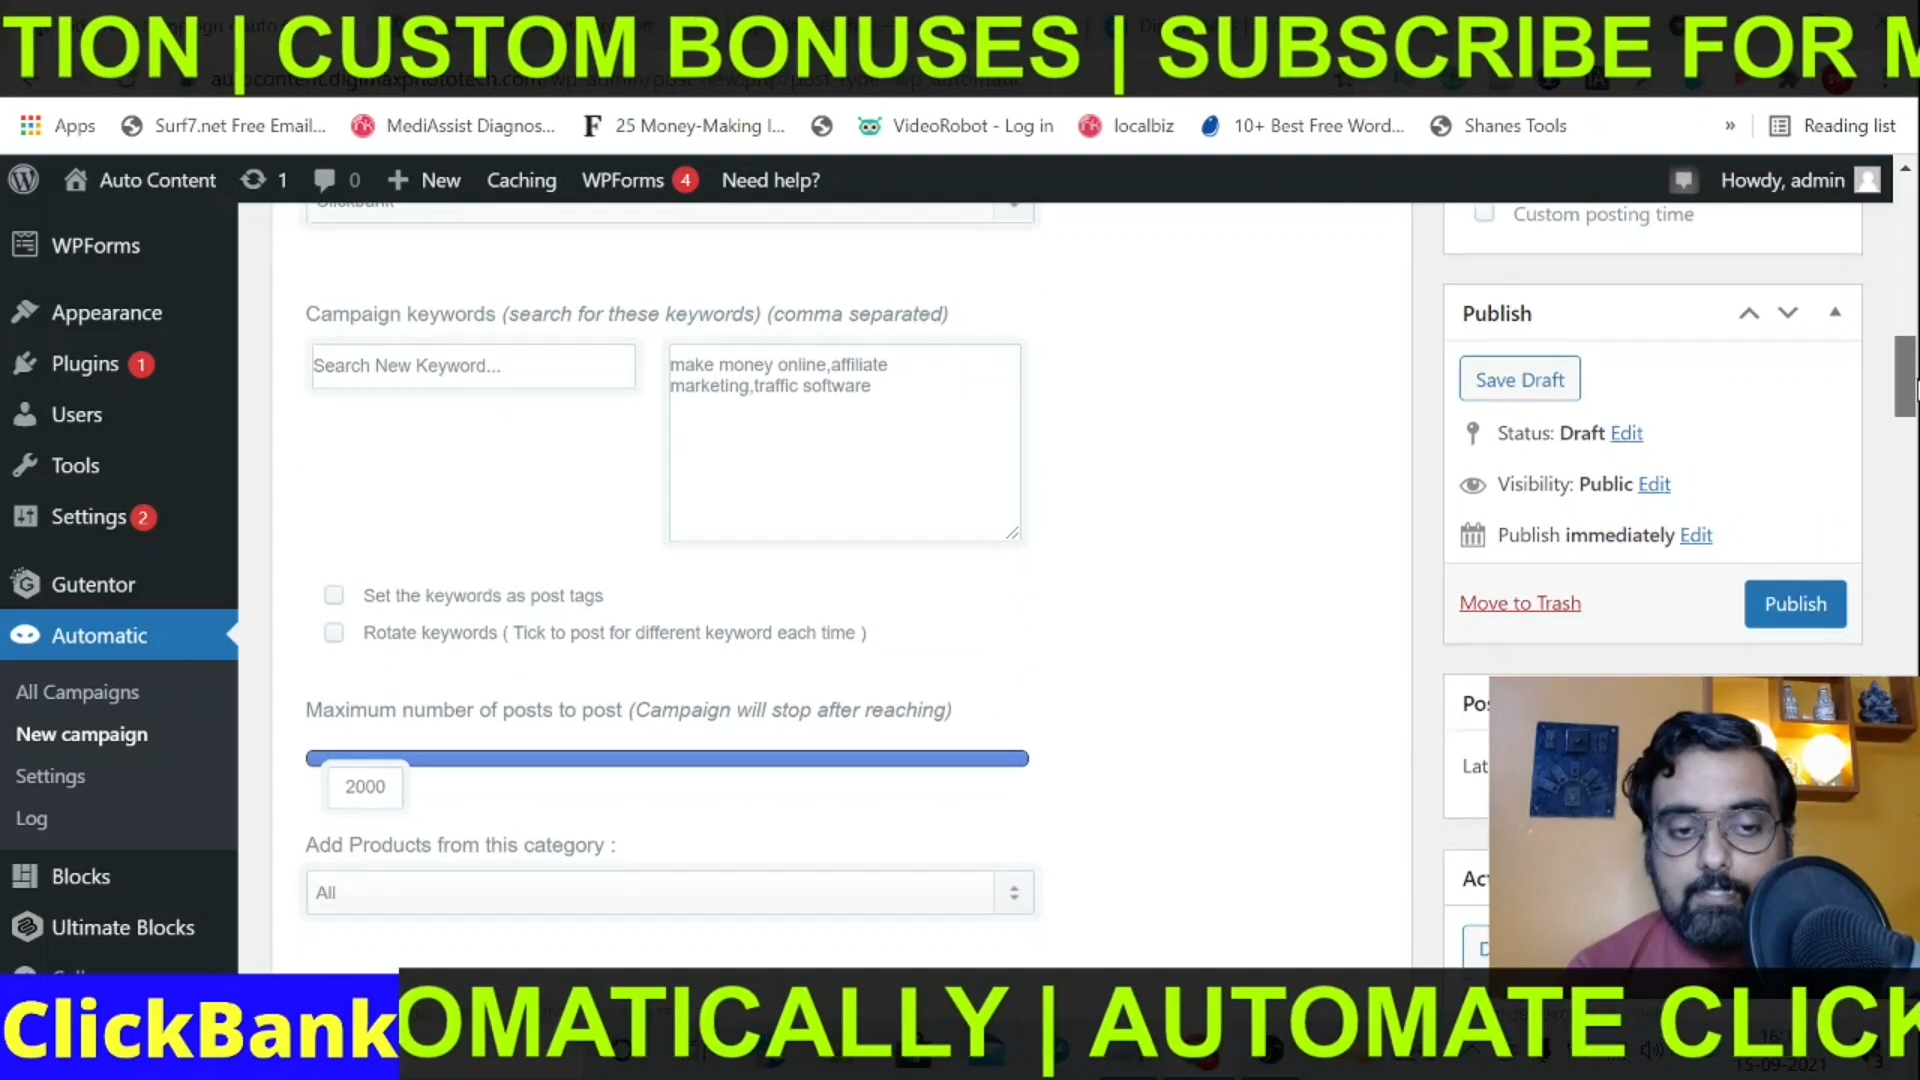 TION | CUSTOM BONUSES | SUBSCRIBE FOR M
Apps
Surf7.net Free Email...
MediAssist Diagnos...
25 Money-Making I...
VideoRobot - Log in
localbiz
10+ Best Free Word...
Shanes Tools
»
Reading list
Auto Content
1
0
New
Caching
WPForms 4
Need help?
Howdy, admin
WPForms
Appearance
Plugins 1
Users
Tools
Settings 2
Gutentor
Automatic
All Campaigns
New campaign
Settings
Log
Blocks
Ultimate Blocks
Clickbank
Campaign keywords (search for these keywords) (comma separated)
Search New Keyword...
make money online,affiliate
marketing,traffic software
Set the keywords as post tags
Rotate keywords ( Tick to post for different keyword each time )
Maximum number of posts to post (Campaign will stop after reaching)
2000
Add Products from this category :
All
Custom posting time
Publish
Save Draft
Status: Draft Edit
Visibility: Public Edit
Publish immediately Edit
Move to Trash
Publish
Pos
Lat
Act
ClickBank
OMATICALLY | AUTOMATE CLICK
15-09-2021